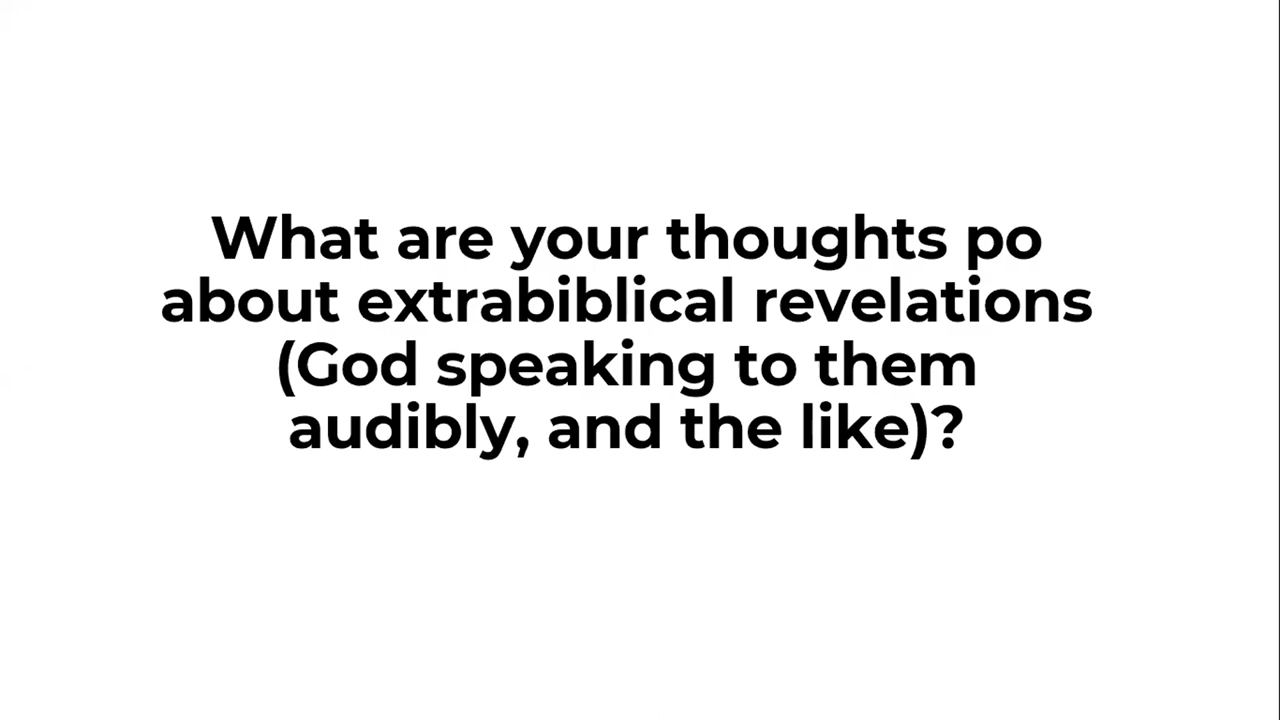 What are your thoughts po
about extrabiblical revelations
(God speaking to them
audibly, and the like)?